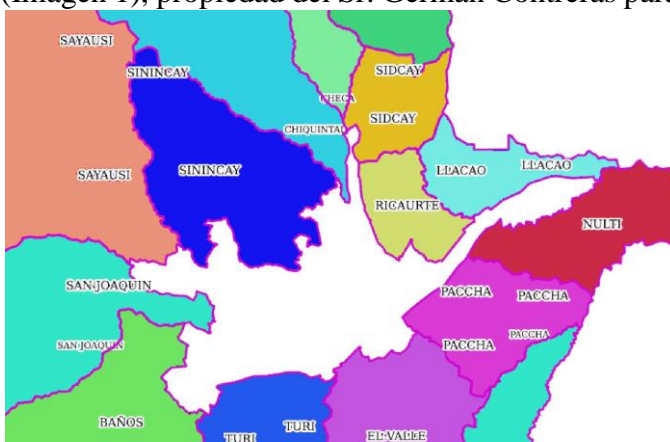 (Imagen 1), propiedad del Sr. Germán Contreras par
SAYAUSI
SININCAY
SIDCAY
CHECA
SIDCAY
CHIQUINTA
SAYAUSI
SININCAY
LLACAO
LLACAO
RICAURTE
NULTI
SAN JOAQUIN
PACCHA
PACCHA
SAN JOAQUIN
PACCHA
PACCHA
BAÑOS
TURI
TURI
EL VALLE